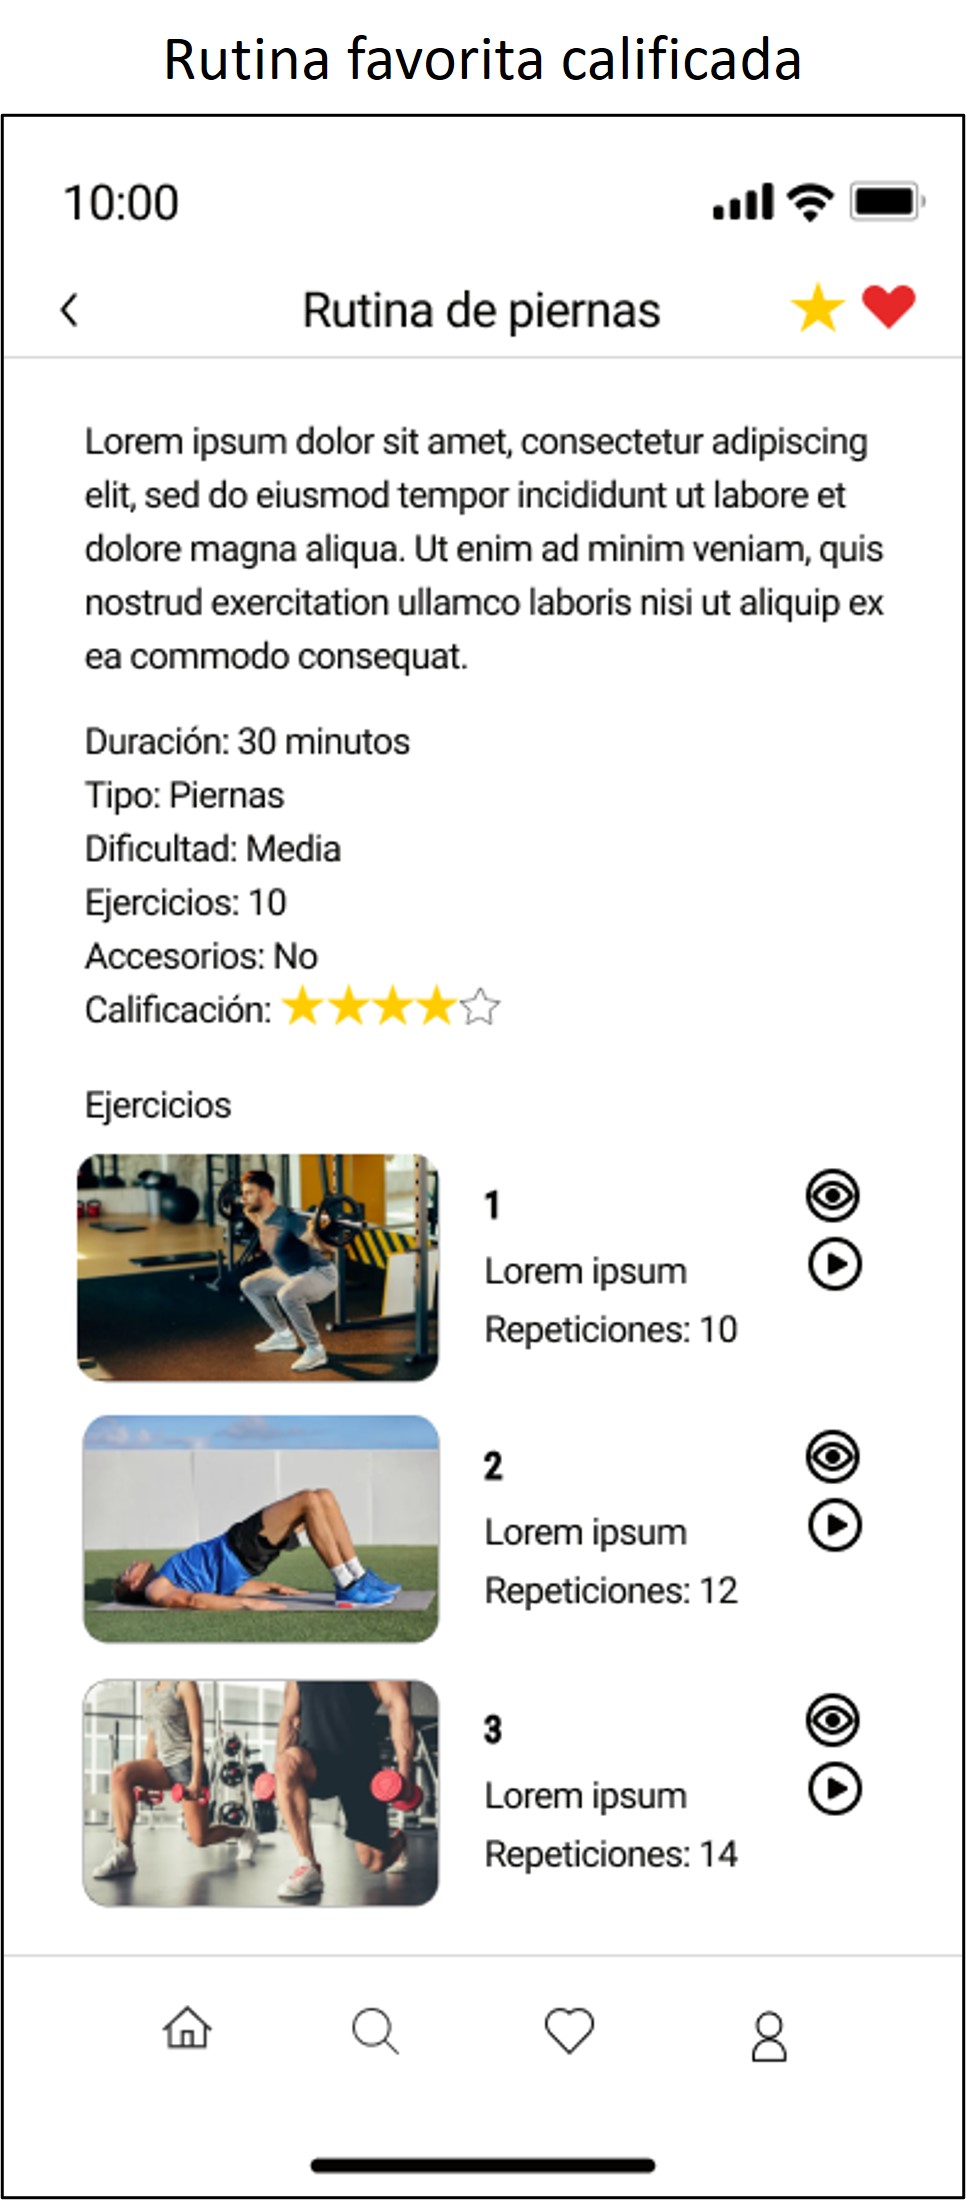 Rutina favorita calificada
10:00
Rutina de piernas
Lorem ipsum dolor sit amet, consectetur adipiscing
elit, sed do eiusmod tempor incididunt ut labore et
dolore magna aliqua. Ut enim ad minim veniam, quis
nostrud exercitation ullamco laboris nisi ut aliquip ex
ea commodo consequat.
Duración: 30 minutos
Tipo: Piernas
Dificultad: Media
Ejercicios: 10
Accesorios: No
Calificación:
Ejercicios
1
Lorem ipsum
Repeticiones: 10
2
Lorem ipsum
Repeticiones: 12
3
Lorem ipsum
Repeticiones: 14